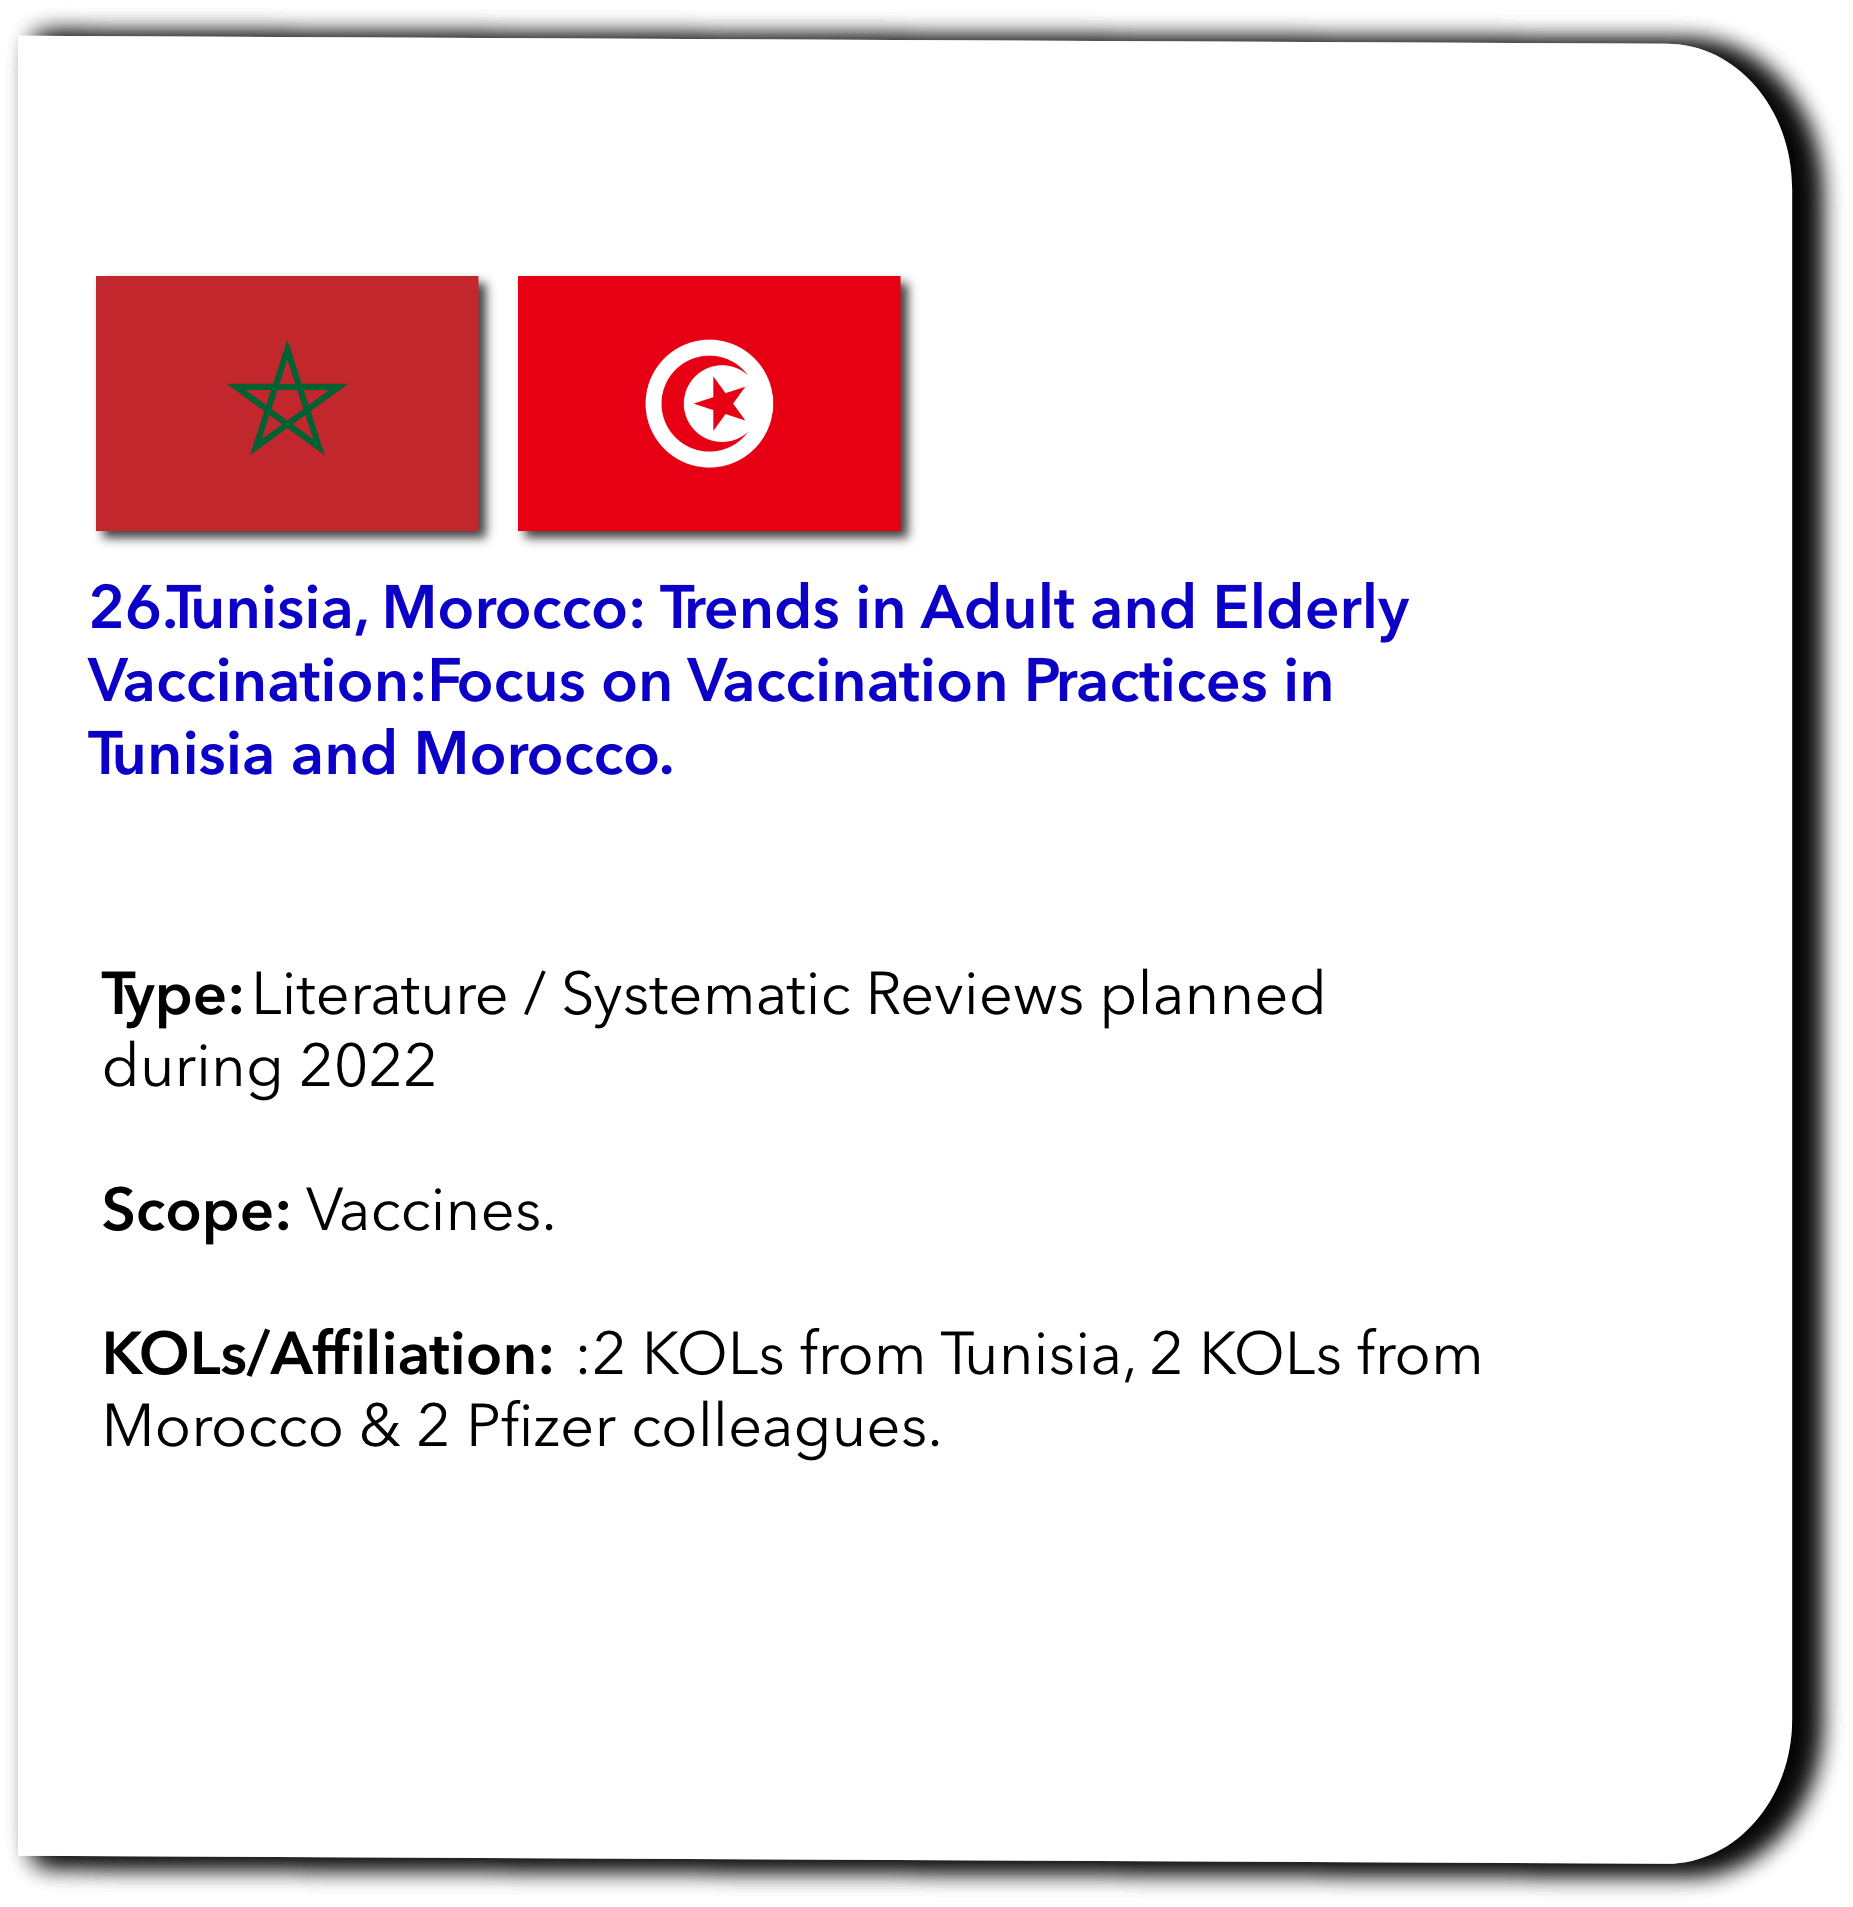 26.Tunisia, Morocco: Trends in Adult and Elderly
Vaccination:Focus on Vaccination Practices in
Tunisia and Morocco.
Type: Literature / Systematic Reviews planned
during 2022
Scope: Vaccines.
KOLs/Affiliation: :2 KOLs from Tunisia, 2 KOLs from
Morocco & 2 Pfizer colleagues.